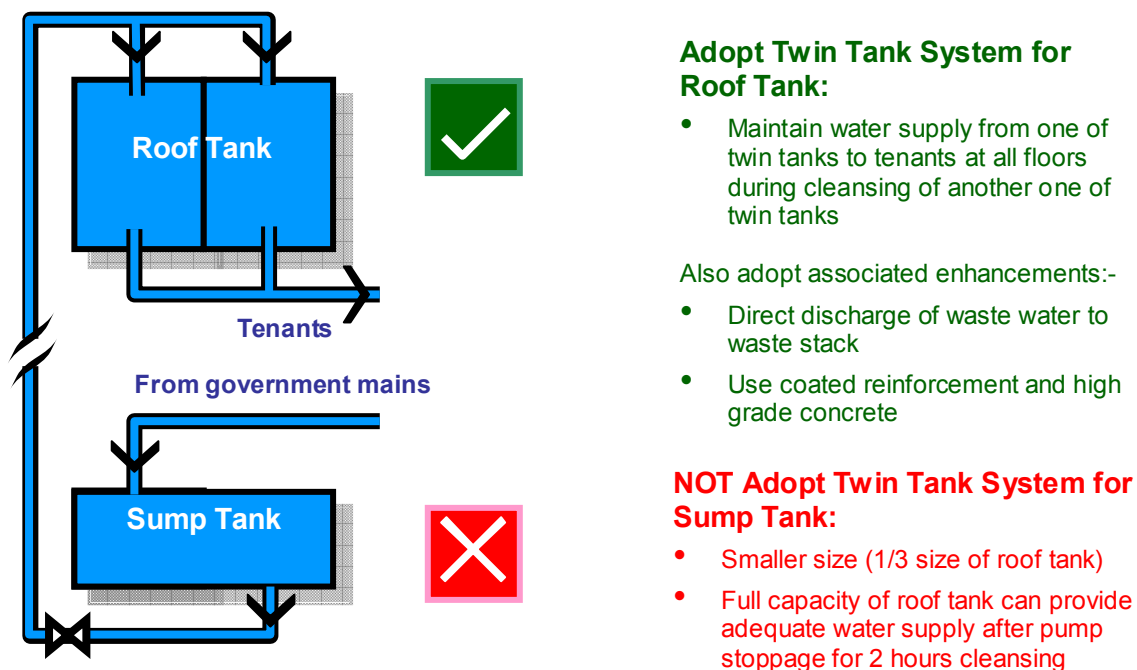 Roof Tank
Tenants
From government mains
Sump Tank
Adopt Twin Tank System for
Roof Tank:
• Maintain water supply from one of
twin tanks to tenants at all floors
during cleansing of another one of
twin tanks
Also adopt associated enhancements:-
• Direct discharge of waste water to
waste stack
• Use coated reinforcement and high
grade concrete
NOT Adopt Twin Tank System for
Sump Tank:
• Smaller size (1/3 size of roof tank)
• Full capacity of roof tank can provide
adequate water supply after pump
stoppage for 2 hours cleansing